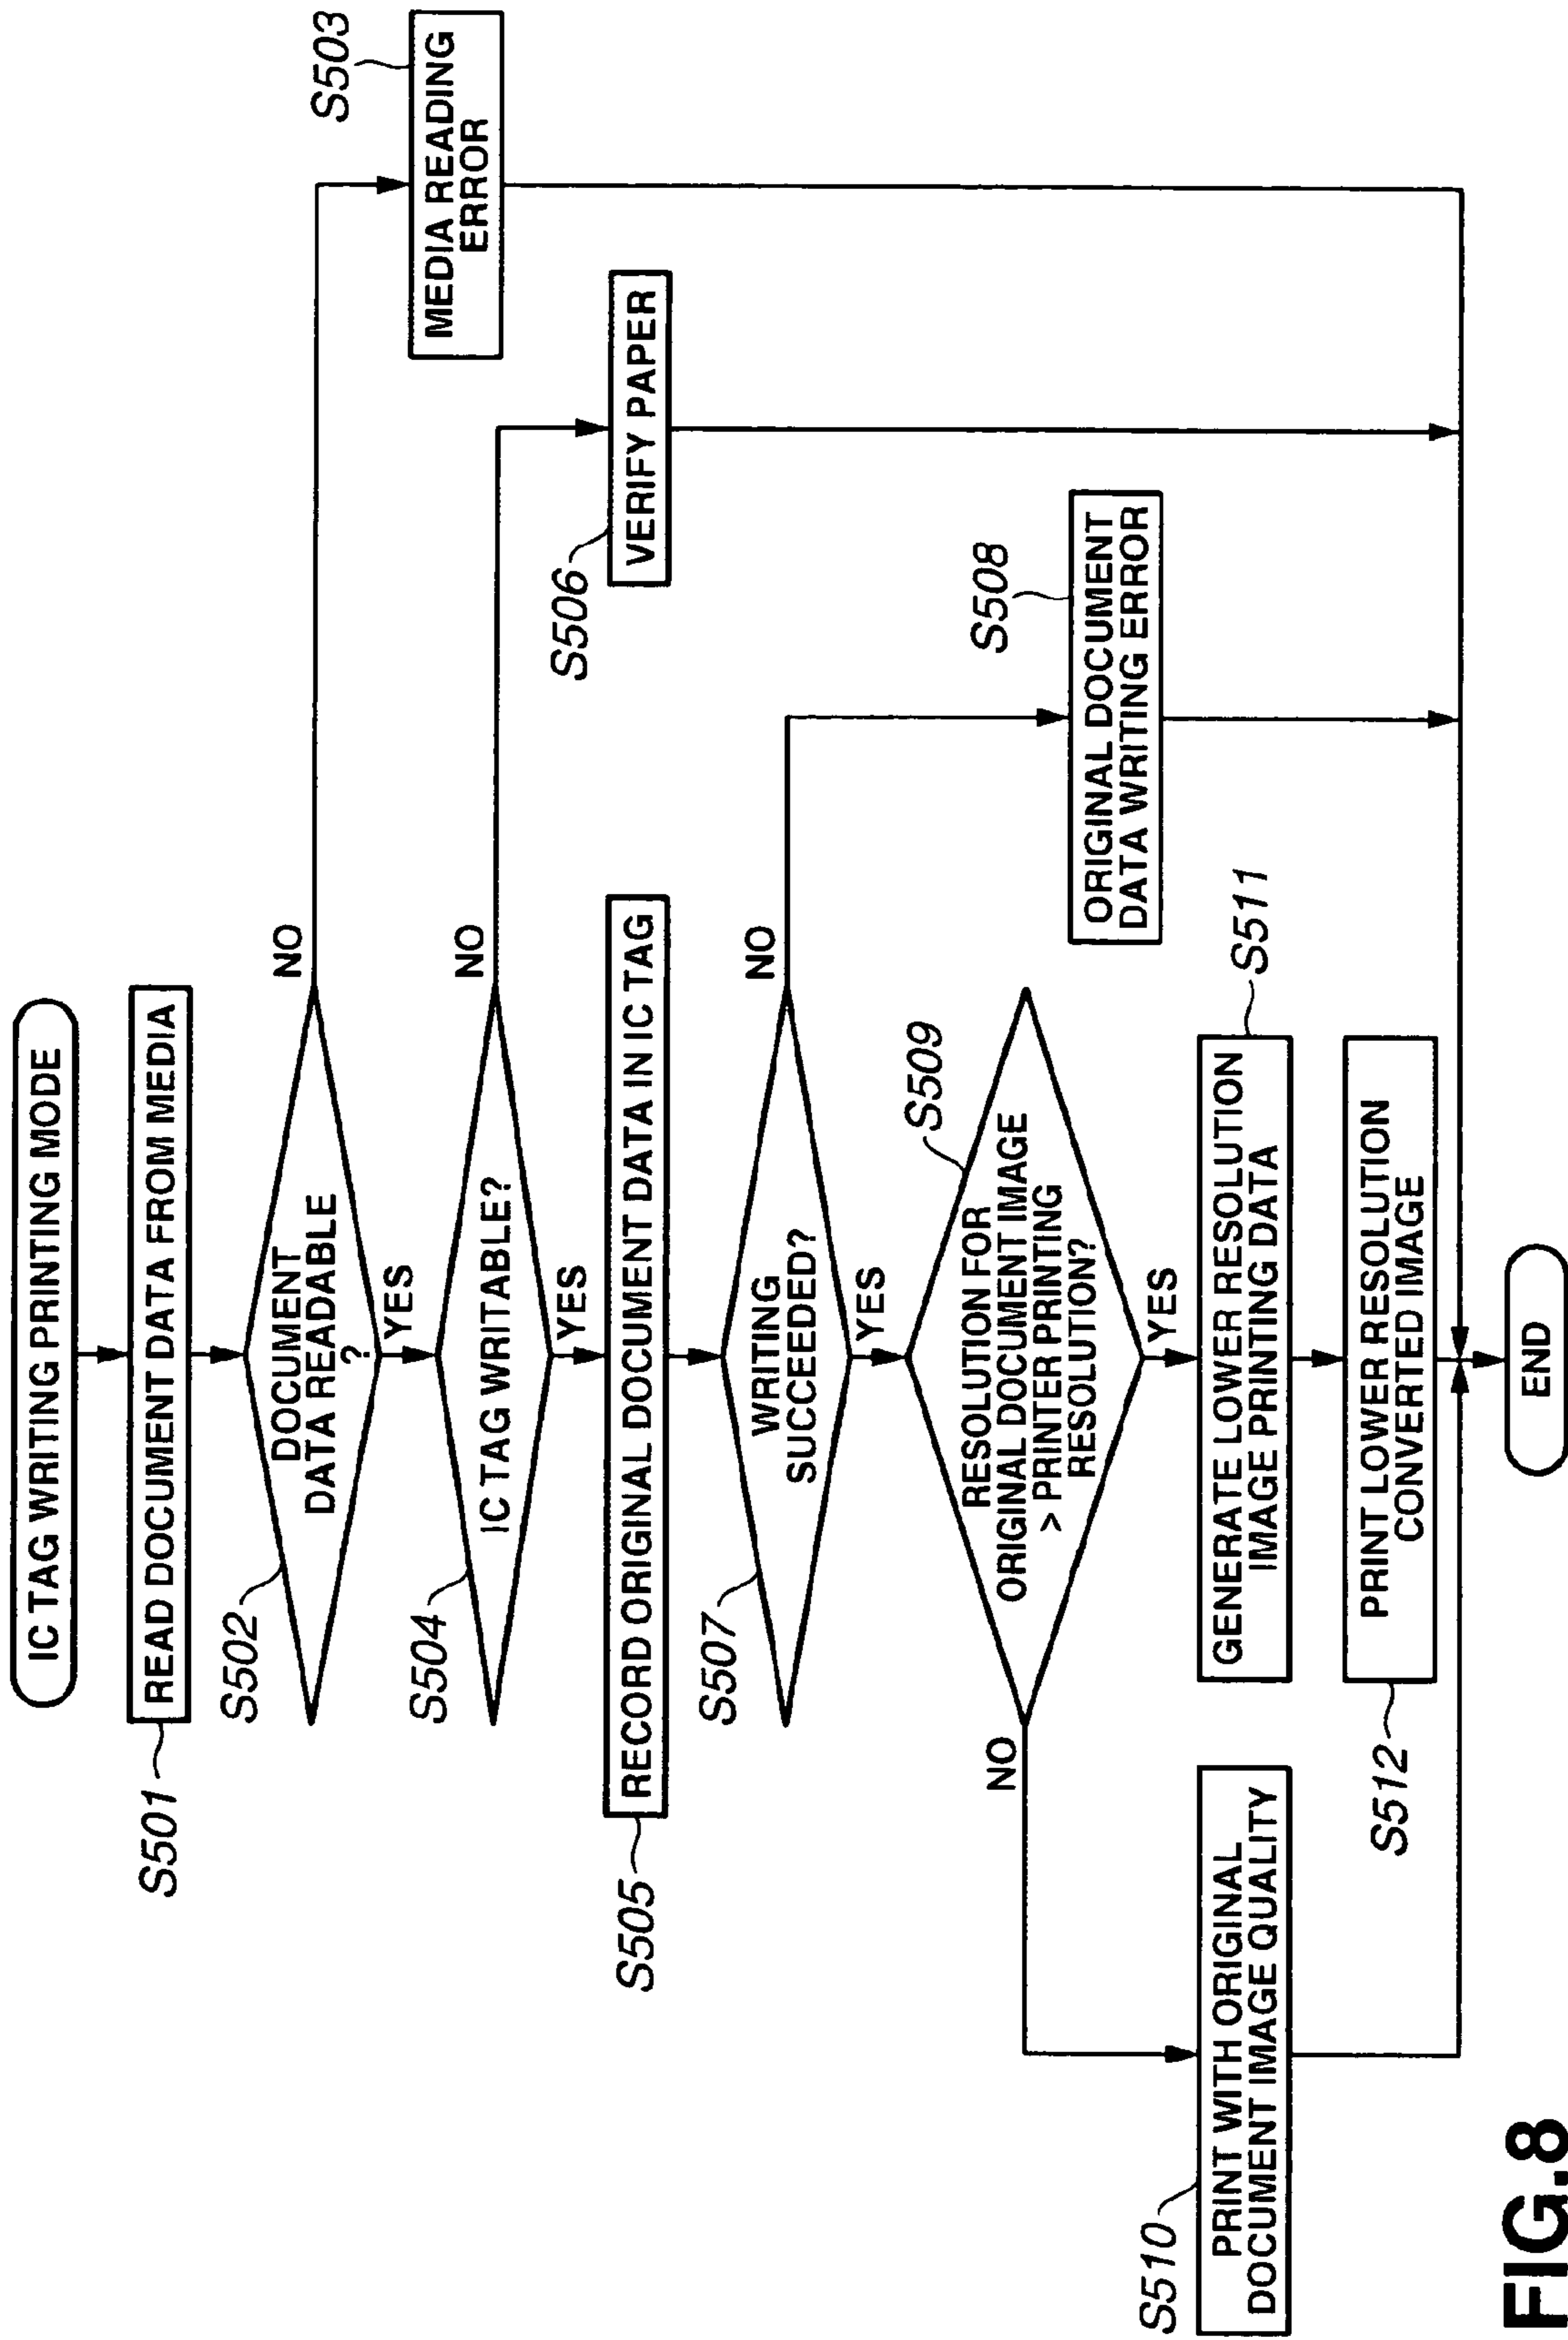 IC TAG WRITING PRINTING MODE
S501
READ DOCUMENT DATA FROM MEDIA
S502
DOCUMENT
DATA READABLE
?
NO
YES
S503
MEDIA READING
ERROR
S504
IC TAG WRITABLE?
NO
YES
S505
RECORD ORIGINAL DOCUMENT DATA IN IC TAG
S506
VERIFY PAPER
S507
WRITING
SUCCEEDED?
NO
YES
S508
ORIGINAL DOCUMENT
DATA WRITING ERROR
S509
RESOLUTION FOR
ORIGINAL DOCUMENT IMAGE
> PRINTER PRINTING
RESOLUTION?
NO
YES
S510
PRINT WITH ORIGINAL
DOCUMENT IMAGE QUALITY
S511
GENERATE LOWER RESOLUTION
IMAGE PRINTING DATA
S512
PRINT LOWER RESOLUTION
CONVERTED IMAGE
END
FIG.8